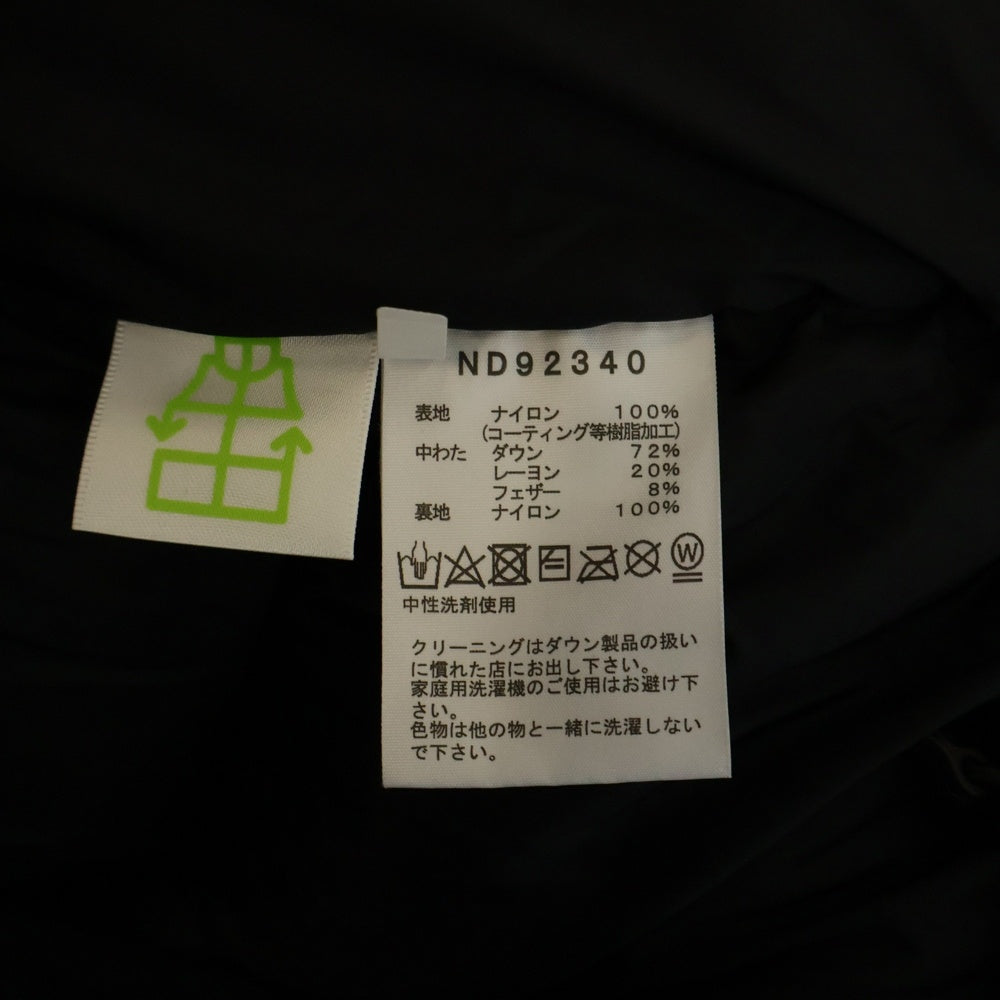 ND92340
表地 ナイロン 100%
(コーティング等樹脂加工)
中わた ダウン 72%
レーヨン 20%
フェザー 8%
裏地 ナイロン 100%
W
中性洗剤使用
クリーニングはダウン製品の扱い
に慣れた店にお出し下さい。
家庭用洗濯機のご使用はお避け下
さい。
色物は他の物と一緒に洗濯しない
で下さい。